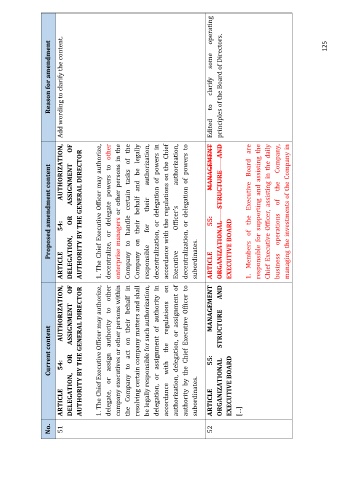 No.
Current content
Proposed amendment content
Reason for amendment
51
ARTICLE 54: AUTHORIZATION,
DELEGATION, OR ASSIGNMENT OF
AUTHORITY BY THE GENERAL DIRECTOR
1. The Chief Executive Officer may authorize,
delegate, or assign authority to other
company executives or other persons within
the Company to act on their behalf in
resolving certain company matters and shall
be legally responsible for such authorization,
delegation, or assignment of authority in
accordance with the regulations on
authorization, delegation, or assignment of
authority by the Chief Executive Officer to
subordinates.
ARTICLE 54: AUTHORIZATION,
DELEGATION, OR ASSIGNMENT OF
AUTHORITY BY THE GENERAL DIRECTOR
1. The Chief Executive Officer may authorize,
decentralize, or delegate powers to other
enterprise managers or other persons in the
Company to handle certain tasks of the
Company on their behalf and be legally
responsible for their authorization,
decentralization, or delegation of powers in
accordance with the regulations on the Chief
Executive Officer's authorization,
decentralization, or delegation of powers to
subordinates.
Add wording to clarify the content.
52
ARTICLE 55: MANAGEMENT
ORGANIZATIONAL STRUCTURE AND
EXECUTIVE BOARD
[...]
ARTICLE 55: MANAGEMENT
ORGANIZATIONAL STRUCTURE AND
EXECUTIVE BOARD
1. Members of the Executive Board are
responsible for supporting and assisting the
Chief Executive Officer, assisting in the daily
business operations of the Company,
managing the investments of the Company in
Edited to clarify some operating
principles of the Board of Directors.
125